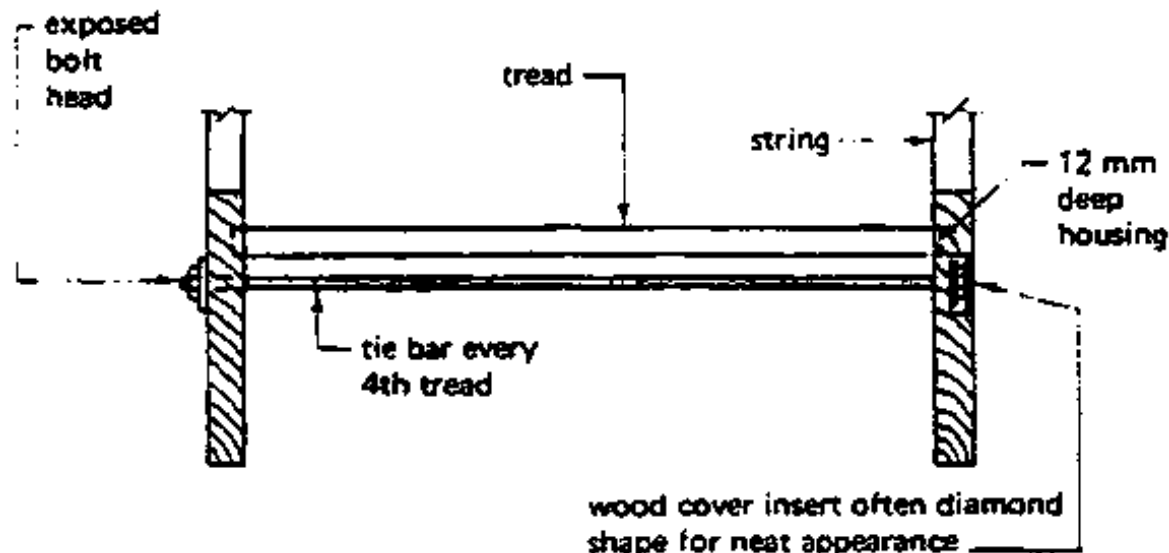 exposed
bolt
head
tread
string
12 mm
deep
housing
tie bar every
4th tread
wood cover insert often diamond
shape for neat appearance